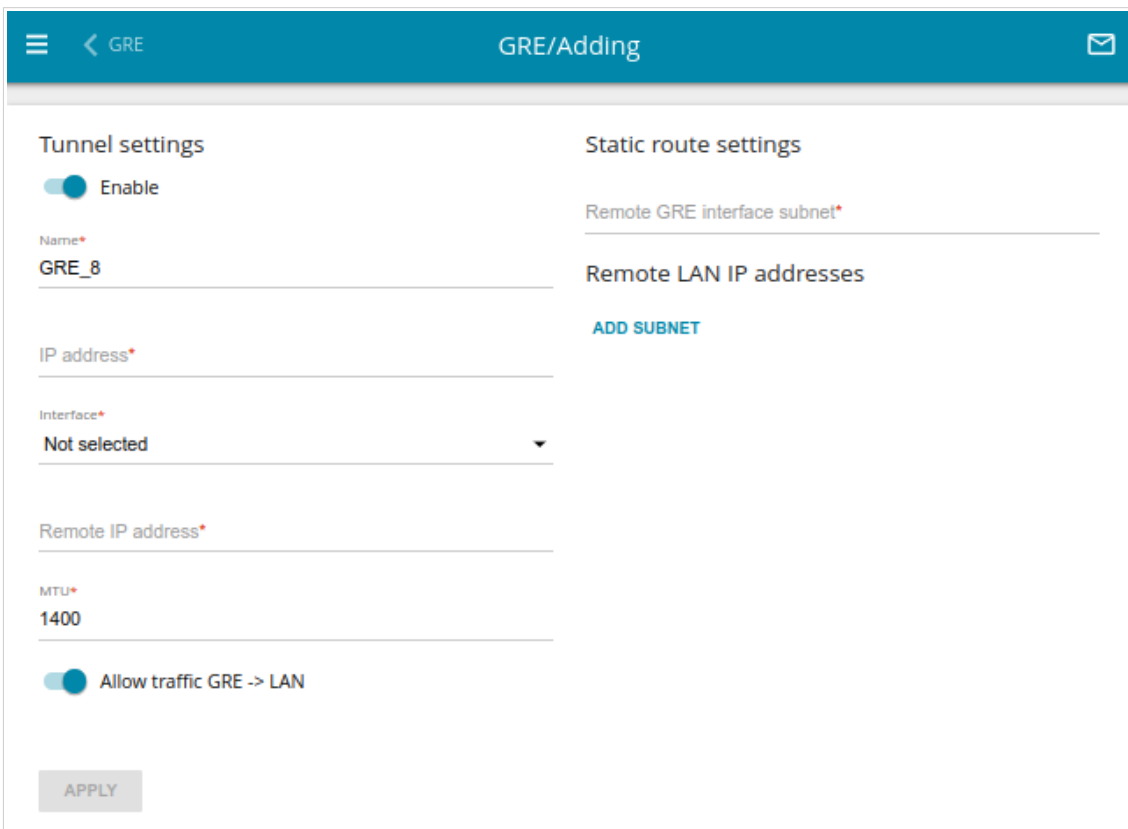 GRE
GRE/Adding
Tunnel settings
Enable
Name*
GRE_8
IP address*
Interface*
Not selected
Remote IP address*
MTU*
1400
Allow traffic GRE -> LAN
APPLY
Static route settings
Remote GRE interface subnet*
Remote LAN IP addresses
ADD SUBNET